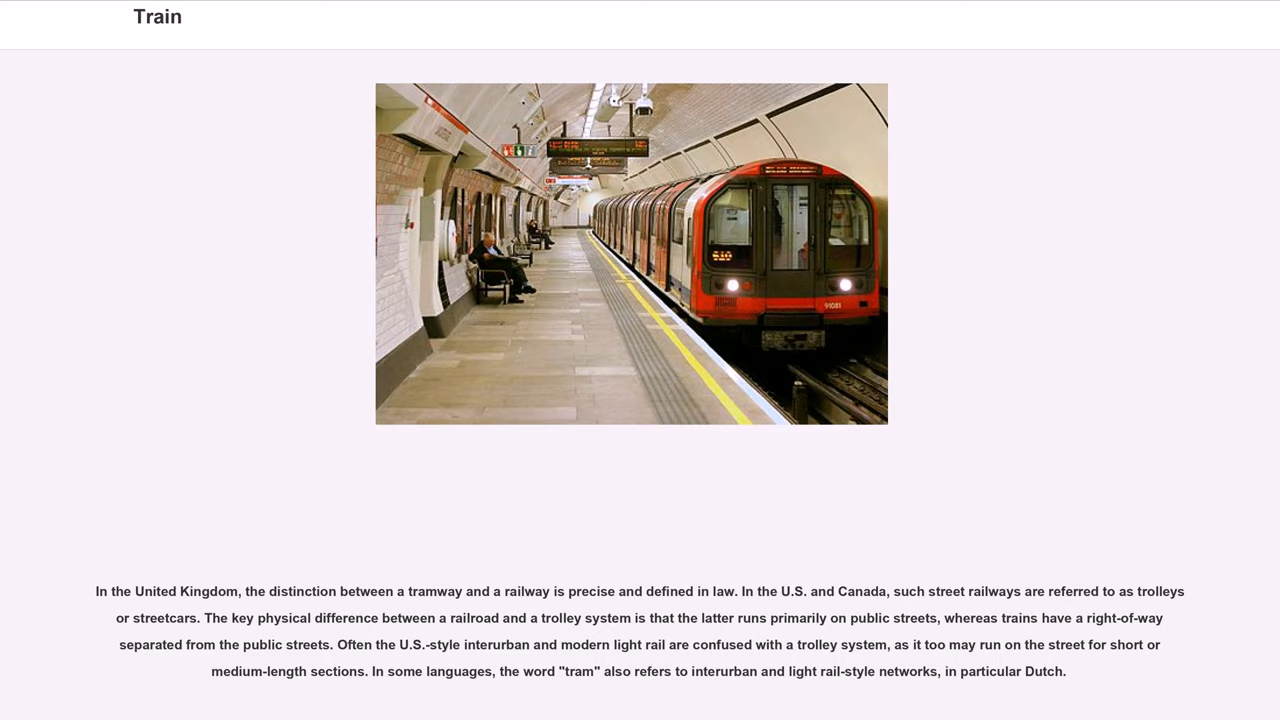 Train
91081
In the United Kingdom, the distinction between a tramway and a railway is precise and defined in law. In the U.S. and Canada, such street railways are referred to as trolleys
or streetcars. The key physical difference between a railroad and a trolley system is that the latter runs primarily on public streets, whereas trains have a right-of-way
separated from the public streets. Often the U.S.-style interurban and modern light rail are confused with a trolley system, as it too may run on the street for short or
medium-length sections. In some languages, the word "tram" also refers to interurban and light rail-style networks, in particular Dutch.